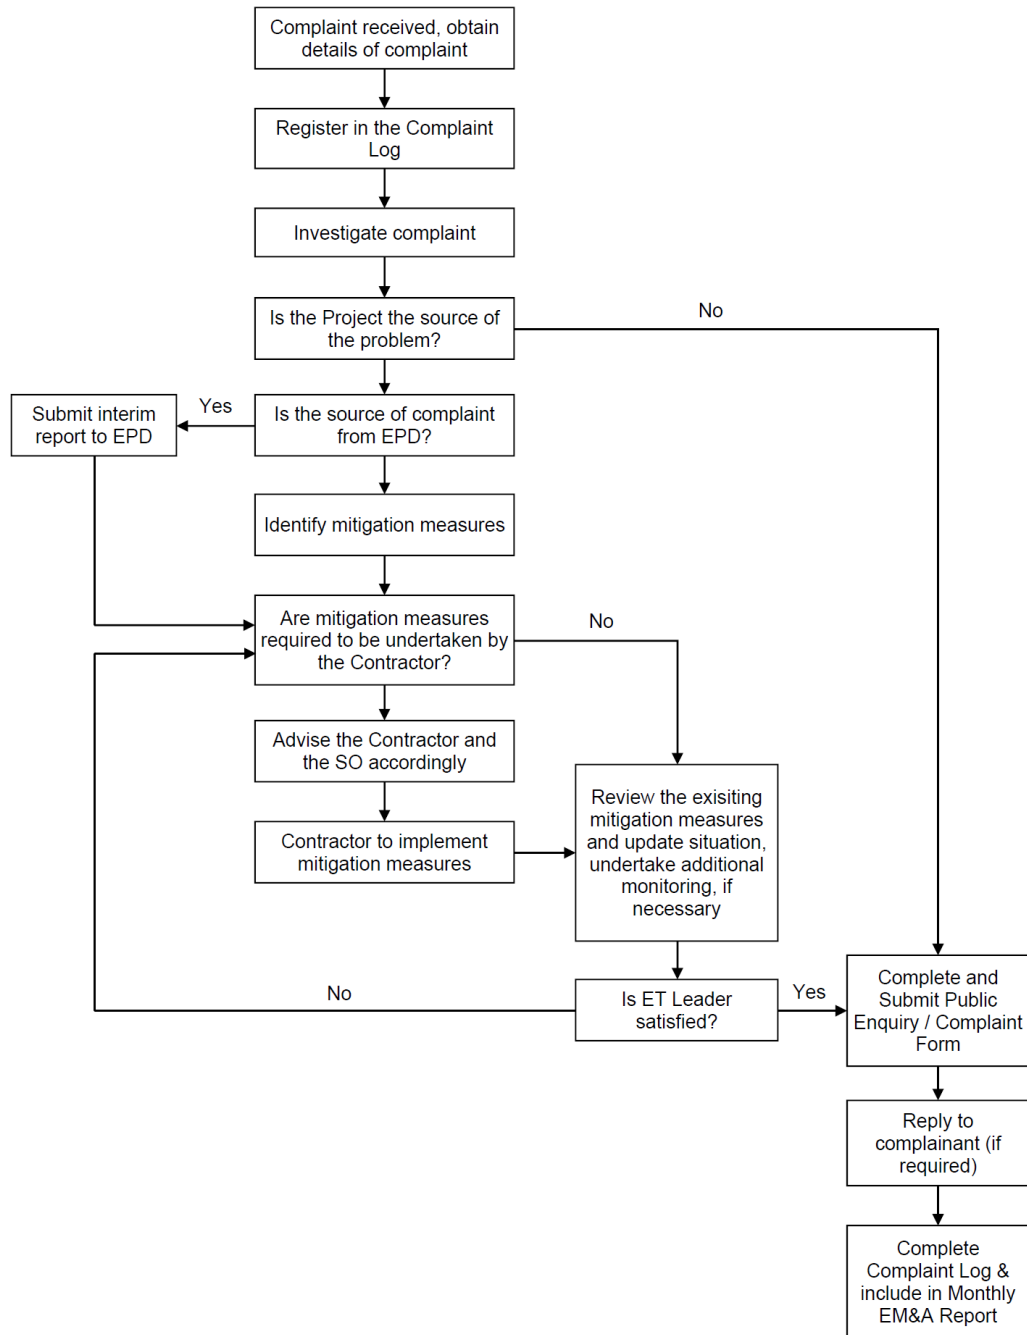 Complaint received, obtain
details of complaint
Register in the Complaint
Log
Investigate complaint
Is the Project the source of
the problem?
No
Submit interim
report to EPD
Yes
Is the source of complaint
from EPD?
Identify mitigation measures
Are mitigation measures
required to be undertaken by
the Contractor?
No
Advise the Contractor and
the SO accordingly
Contractor to implement
mitigation measures
Review the exisiting
mitigation measures
and update situation,
undertake additional
monitoring, if
necessary
No
Is ET Leader
satisfied?
Yes
Complete and
Submit Public
Enquiry / Complaint
Form
Reply to
complainant (if
required)
Complete
Complaint Log &
include in Monthly
EM&A Report